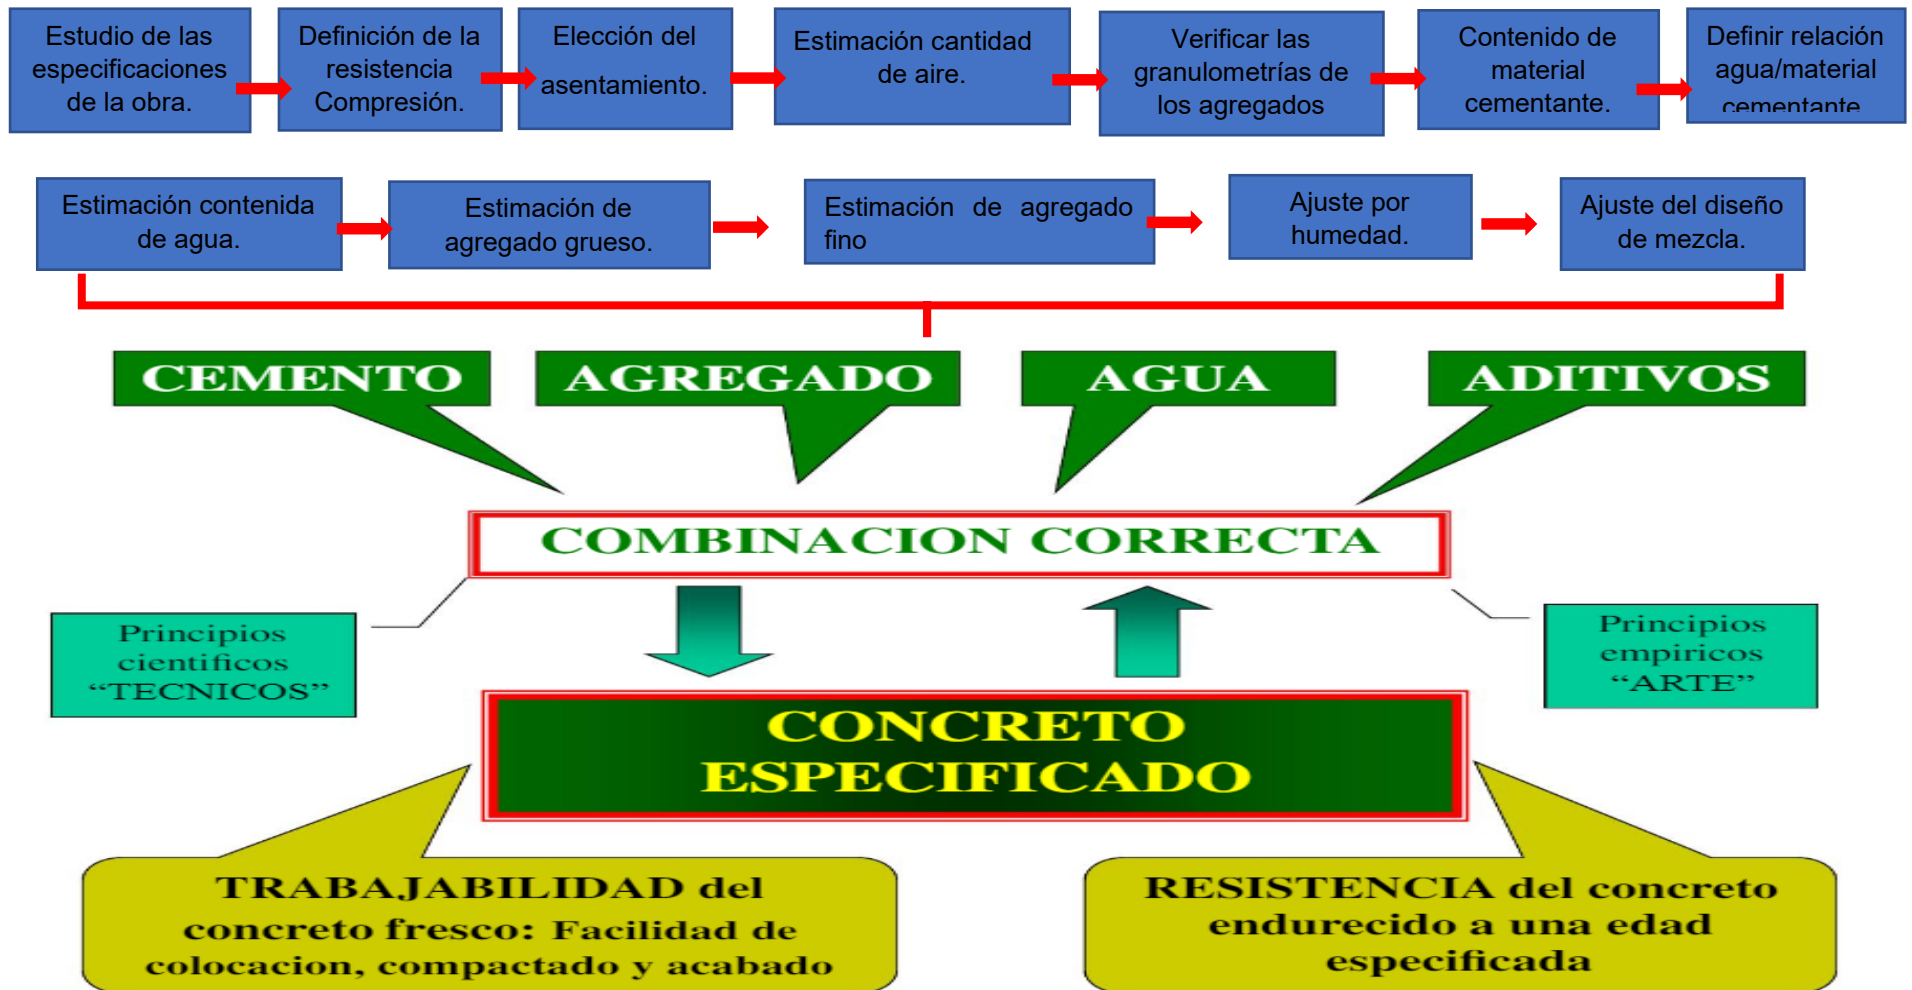 Estudio de las
especificaciones
de la obra.
Definición de la
resistencia
Compresión.
Elección del
asentamiento.
Estimación cantidad
de aire.
Verificar las
granulometrías de
los agregados
Contenido de
material
cementante.
Definir relación
agua/material
cementante
Estimación contenida
de agua.
Estimación de
agregado grueso.
Estimación de agregado
fino
Ajuste por
humedad.
Ajuste del diseño
de mezcla.
CEMENTO
AGREGADO
AGUA
ADITIVOS
COMBINACION CORRECTA
Principios
cientificos
“TECNICOS”
Principios
empiricos
“ARTE”
CONCRETO
ESPECIFICADO
TRABAJABILIDAD del
concreto fresco: Facilidad de
colocacion, compactado y acabado
RESISTENCIA del concreto
endurecido a una edad
especificada